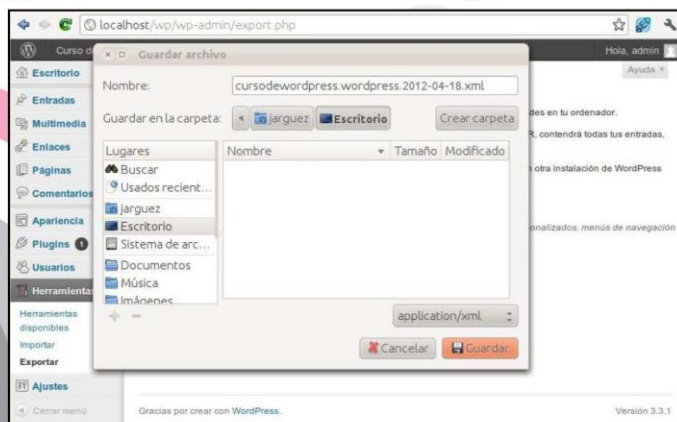 localhost/wp/wp-admin/export.php
Curso d
Hola, admin
Guardar archivo
Ayuda
Nombre:
cursodewordpress.wordpress.2012-04-18.xml
Guardar en la carpeta:
jarguez
Escritorio
Crear carpeta
Lugares
Buscar
Usados recient...
jarguez
Escritorio
Sistema de arc...
Documentos
Música
Imágenes
Nombre
Tamaño
Modificado
application/xml
Cancelar
Guardar
Escritorio
Entradas
Multimedia
Enlaces
Páginas
Comentarios
Apariencia
Plugins 1
Usuarios
Herramientas
Herramientas
disponibles
Importar
Exportar
Ajustes
Cerrar menú
des en tu ordenador.
R, contendrá todas tus entradas,
otra instalación de WordPress
onalizados, menús de navegación
Gracias por crear con WordPress.
Versión 3.3.1